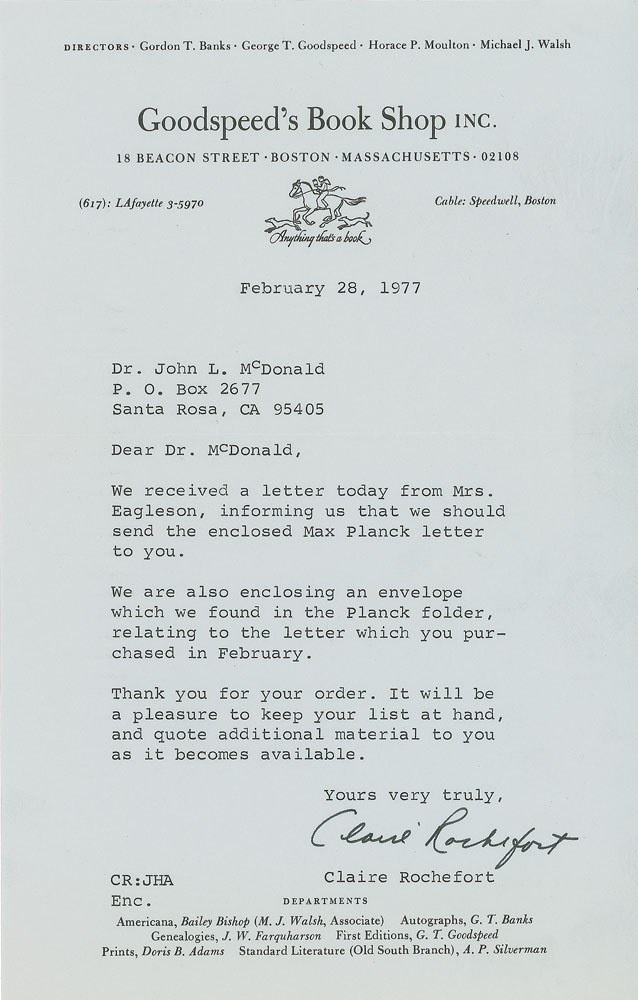 DIRECTORS · Gordon T. Banks · George T. Goodspeed · Horace P. Moulton · Michael J. Walsh
Goodspeed's Book Shop INC.
18 BEACON STREET · BOSTON · MASSACHUSETTS · 02108
(617): LAfayette 3-5970
Cable: Speedwell, Boston
Anything that's a book
February 28, 1977
Dr. John L. McDonald
P. O. Box 2677
Santa Rosa, CA 95405
Dear Dr. McDonald,
We received a letter today from Mrs.
Eagleson, informing us that we should
send the enclosed Max Planck letter
to you.
We are also enclosing an envelope
which we found in the Planck folder,
relating to the letter which you pur-
chased in February.
Thank you for your order. It will be
a pleasure to keep your list at hand,
and quote additional material to you
as it becomes available.
Yours very truly,
Claire Rochefort
CR:JHA
Claire Rochefort
Enc.
DEPARTMENTS
Americana, Bailey Bishop (M. J. Walsh, Associate) Autographs, G. T. Banks
Genealogies, J. W. Farquharson First Editions, G. T. Goodspeed
Prints, Doris B. Adams Standard Literature (Old South Branch), A. P. Silverman